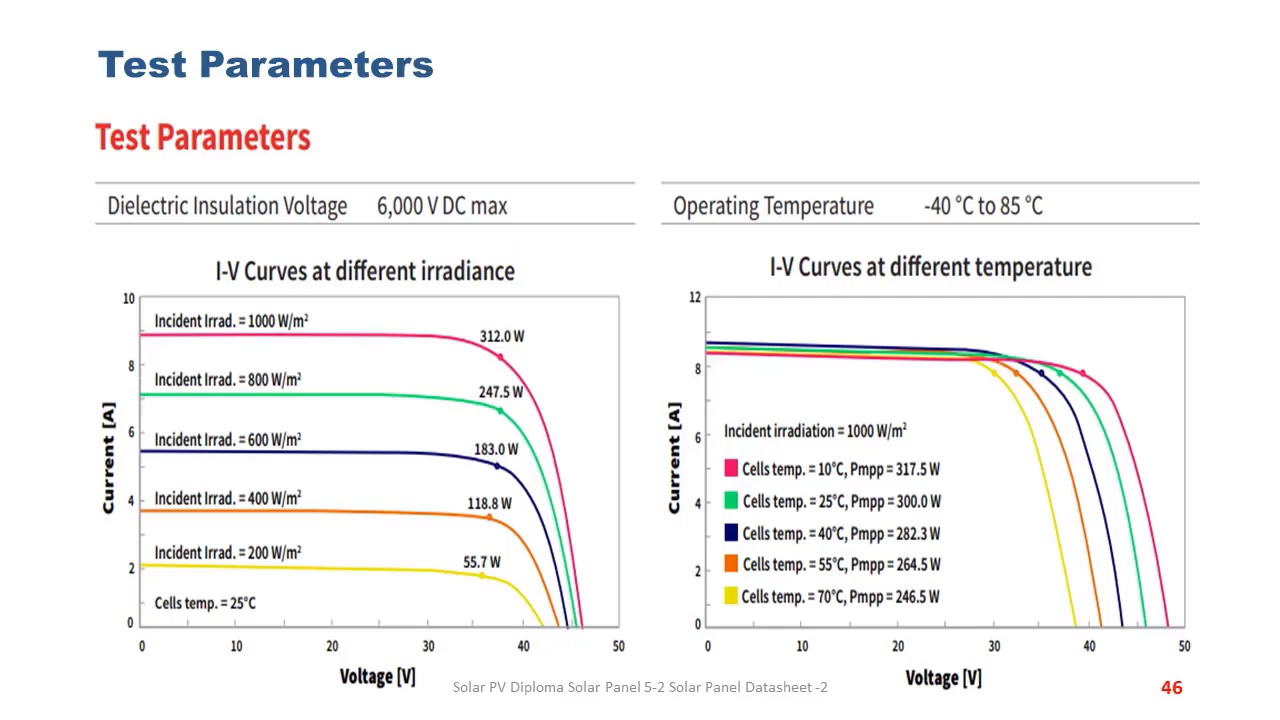 Test Parameters
Test Parameters
Dielectric Insulation Voltage 6,000 V DC max
Operating Temperature -40 °C to 85 °C
I-V Curves at different irradiance
10
8
6
4
2
0
Current [A]
Incident Irrad. = 1000 W/m²
312.0 W
Incident Irrad. = 800 W/m²
247.5 W
Incident Irrad. = 600 W/m²
183.0 W
Incident Irrad. = 400 W/m²
118.8 W
Incident Irrad. = 200 W/m²
55.7 W
Cells temp. = 25°C
0 10 20 30 40 50
Voltage [V]
I-V Curves at different temperature
12
8
6
4
2
0
Current [A]
Incident irradiation = 1000 W/m²
Cells temp. = 10°C, Pmpp = 317.5 W
Cells temp. = 25°C, Pmpp = 300.0 W
Cells temp. = 40°C, Pmpp = 282.3 W
Cells temp. = 55°C, Pmpp = 264.5 W
Cells temp. = 70°C, Pmpp = 246.5 W
0 10 20 30 40 50
Voltage [V]
Solar PV Diploma Solar Panel 5-2 Solar Panel Datasheet -2
46